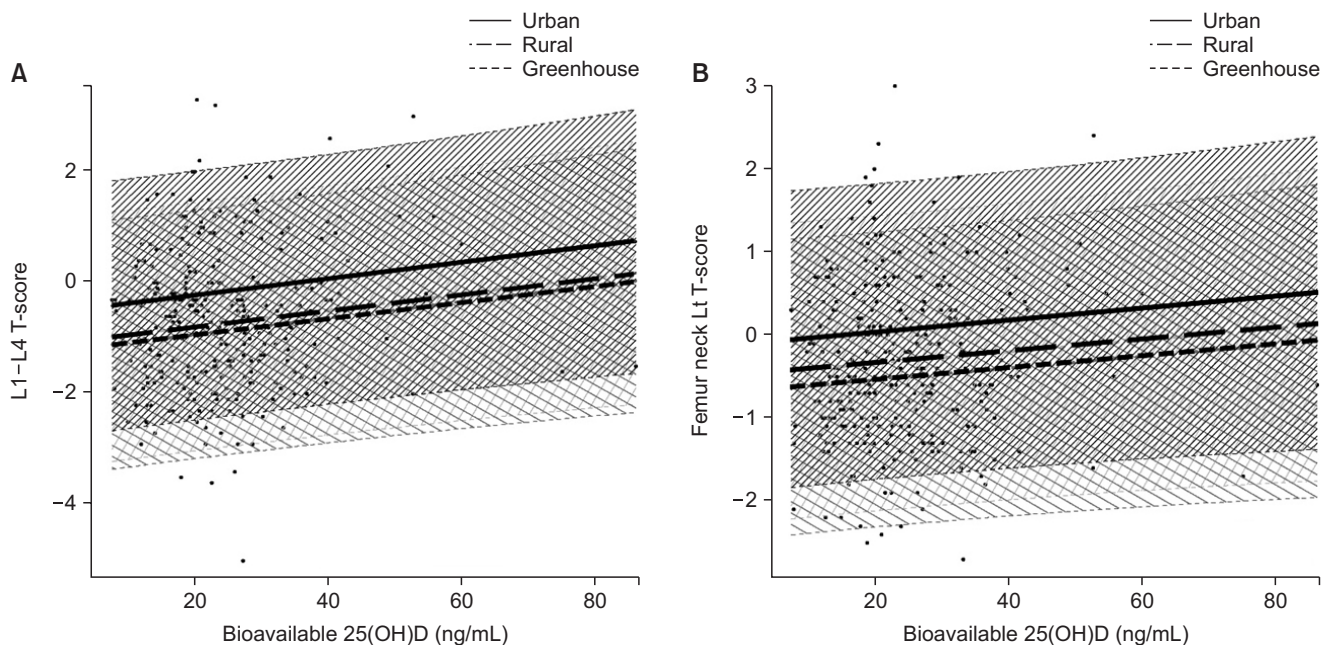 Urban
Rural
Greenhouse
A
2
0
−2
−4
L1−L4 T-score
20
40
60
80
Bioavailable 25(OH)D (ng/mL)
Urban
Rural
Greenhouse
B
3
2
1
0
−1
−2
Femur neck Lt T-score
20
40
60
80
Bioavailable 25(OH)D (ng/mL)